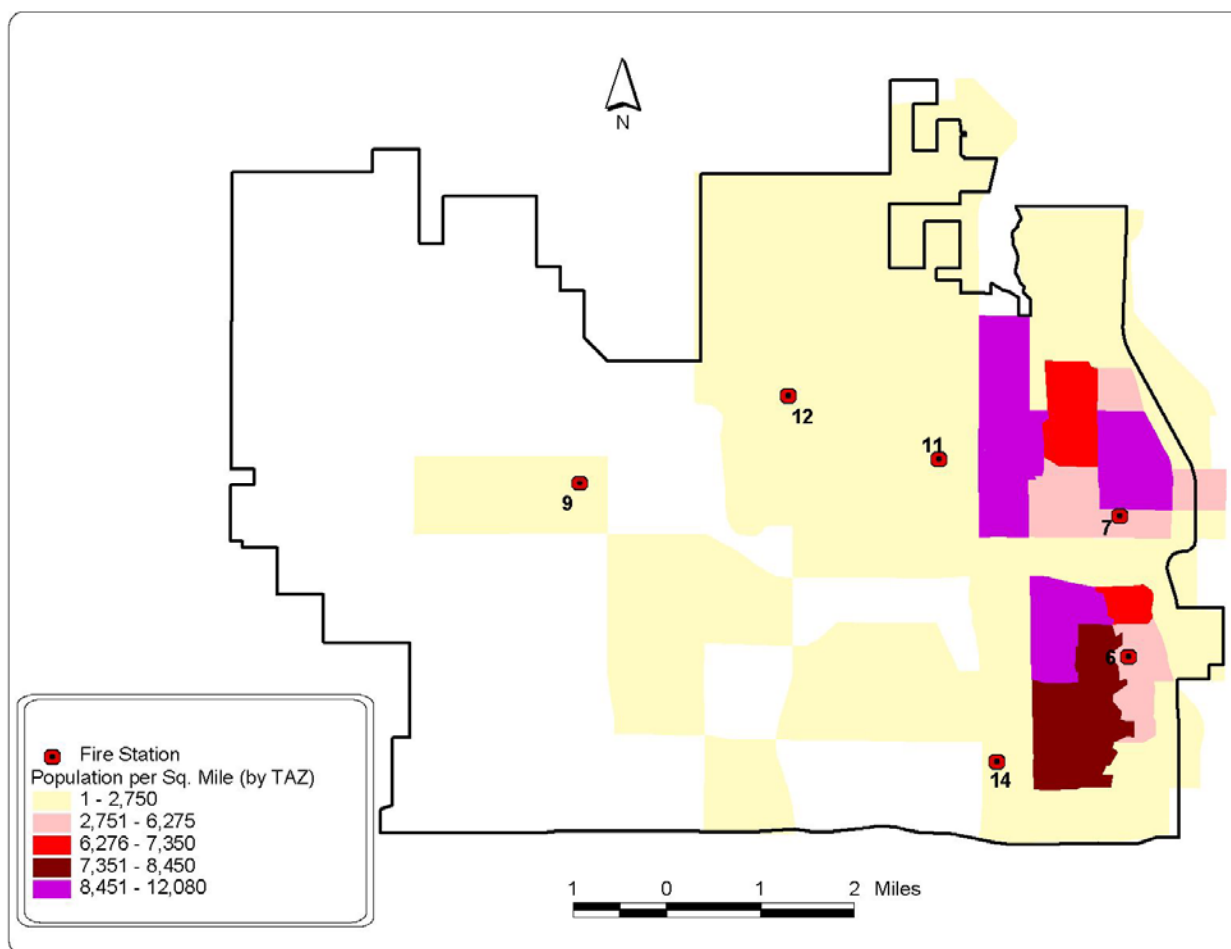 N
12
11
9
7
6
14
Fire Station
Population per Sq. Mile (by TAZ)
1 - 2,750
2,751 - 6,275
6,276 - 7,350
7,351 - 8,450
8,451 - 12,080
1 0 1 2 Miles